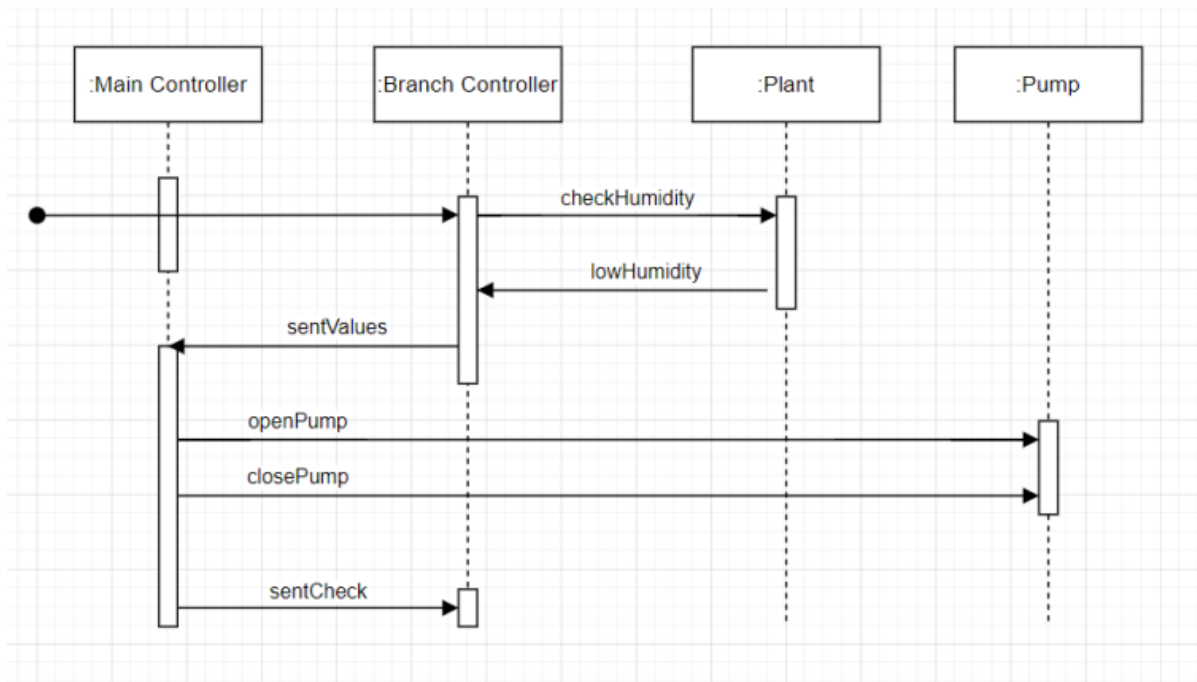 :Main Controller
:Branch Controller
:Plant
:Pump
checkHumidity
lowHumidity
sentValues
openPump
closePump
sentCheck